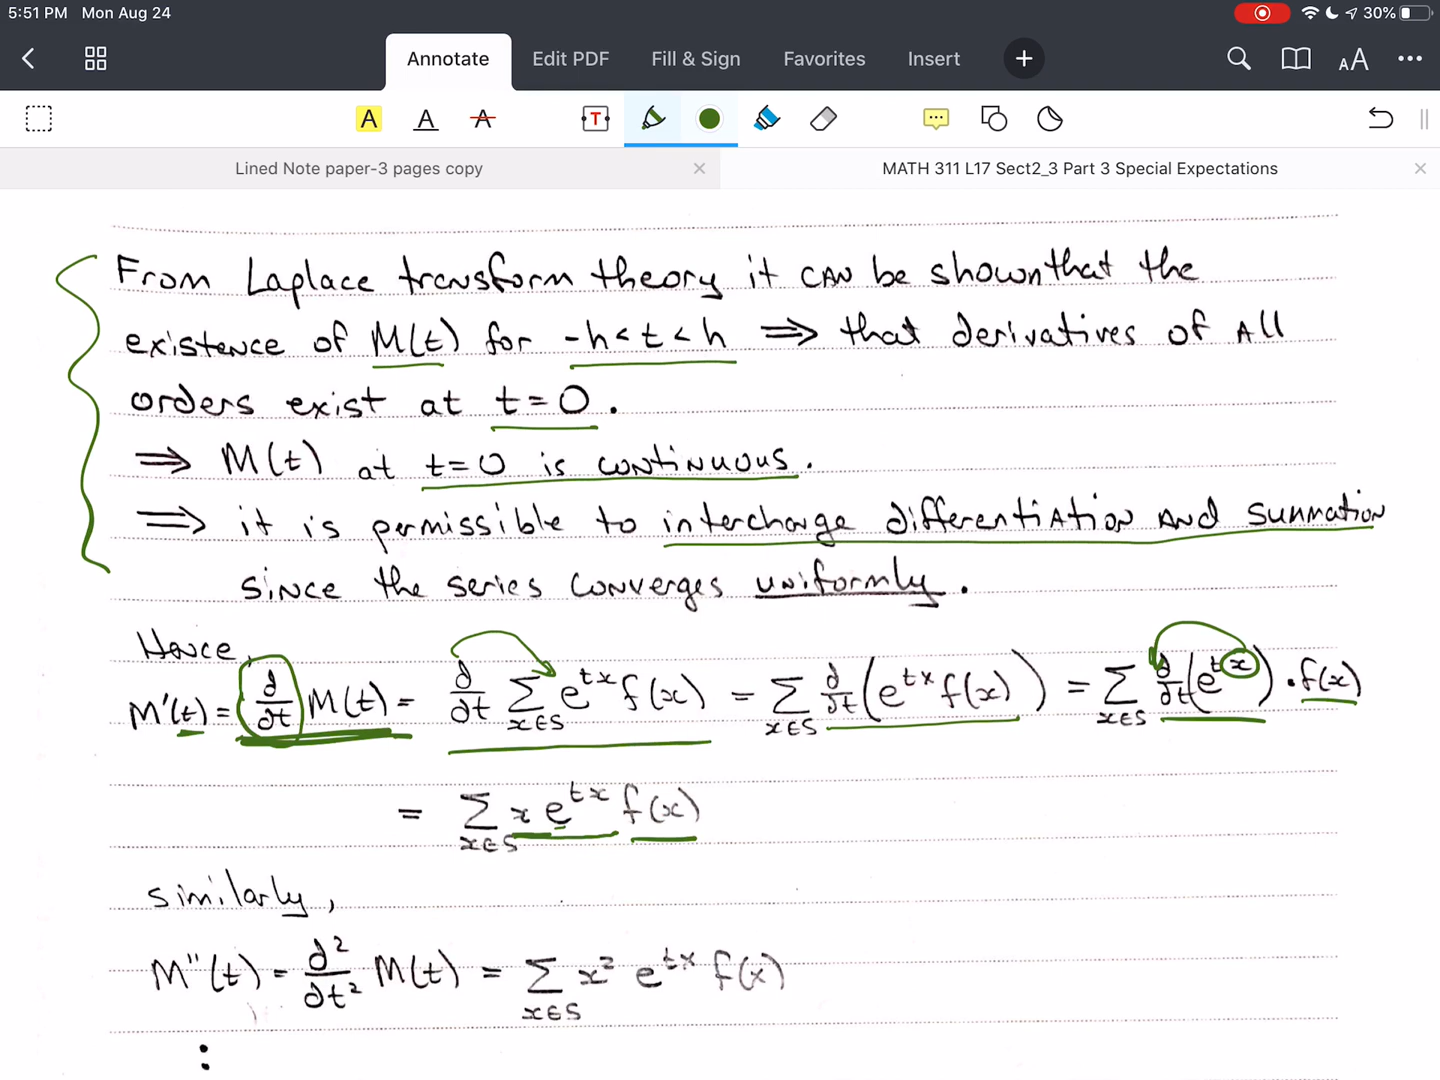 5:51 PM Mon Aug 24 30%
Annotate Edit PDF Fill & Sign Favorites Insert
Lined Note paper-3 pages copy MATH 311 L17 Sect2_3 Part 3 Special Expectations
From Laplace transform theory it can be shown that the
existence of M(t) for -h < t < h ⟹ that derivatives of All
orders exist at t=0.
⟹ M(t) at t=0 is continuous.
⟹ it is permissible to interchange differentiation and summation
since the series converges uniformly.
Hence,
M'(t) = ∂/∂t M(t) = ∂/∂t Σ_{x∈S} e^{tx} f(x) = Σ_{x∈S} ∂/∂t (e^{tx} f(x)) = Σ_{x∈S} ∂/∂t (e^{tx}) · f(x)
= Σ_{x∈S} x e^{tx} f(x)
similarly,
M''(t) = ∂²/∂t² M(t) = Σ_{x∈S} x² e^{tx} f(x)
: